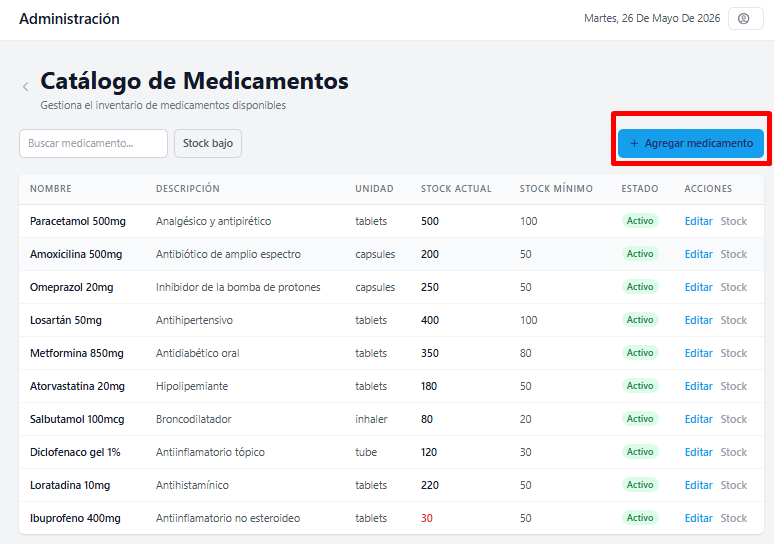 Administración
Martes, 26 De Mayo De 2026
Catálogo de Medicamentos
Gestiona el inventario de medicamentos disponibles
Buscar medicamento...
Stock bajo
+ Agregar medicamento
NOMBRE DESCRIPCIÓN UNIDAD STOCK ACTUAL STOCK MÍNIMO ESTADO ACCIONES
Paracetamol 500mg Analgésico y antipirético tablets 500 100 Activo Editar Stock
Amoxicilina 500mg Antibiótico de amplio espectro capsules 200 50 Activo Editar Stock
Omeprazol 20mg Inhibidor de la bomba de protones capsules 250 50 Activo Editar Stock
Losartán 50mg Antihipertensivo tablets 400 100 Activo Editar Stock
Metformina 850mg Antidiabético oral tablets 350 80 Activo Editar Stock
Atorvastatina 20mg Hipolipemiante tablets 180 50 Activo Editar Stock
Salbutamol 100mcg Broncodilatador inhaler 80 20 Activo Editar Stock
Diclofenaco gel 1% Antiinflamatorio tópico tube 120 30 Activo Editar Stock
Loratadina 10mg Antihistamínico tablets 220 50 Activo Editar Stock
Ibuprofeno 400mg Antiinflamatorio no esteroideo tablets 30 50 Activo Editar Stock